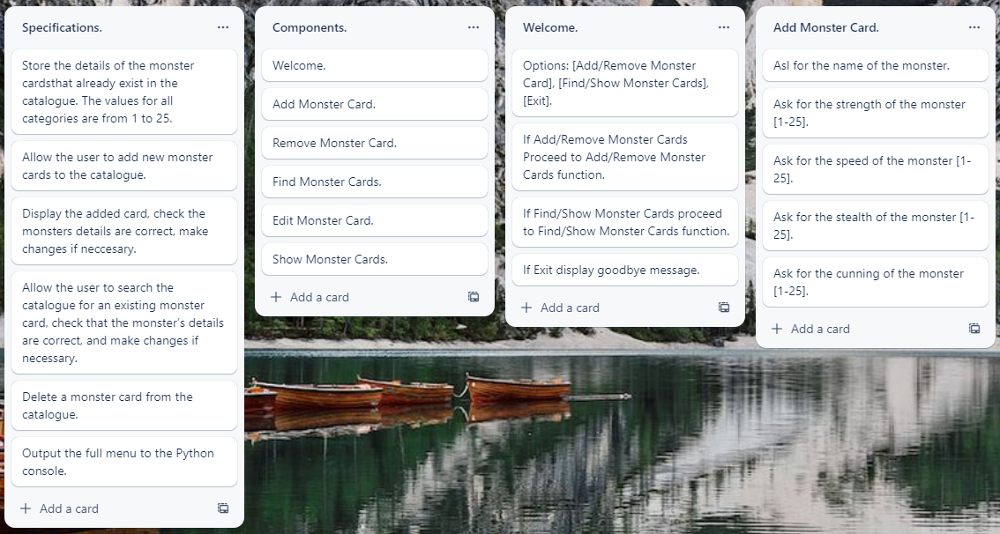 Specifications.
Store the details of the monster
cardsthat already exist in the
catalogue. The values for all
categories are from 1 to 25.
Allow the user to add new monster
cards to the catalogue.
Display the added card, check the
monsters details are correct, make
changes if neccesary.
Allow the user to search the
catalogue for an existing monster
card, check that the monster’s details
are correct, and make changes if
necessary.
Delete a monster card from the
catalogue.
Output the full menu to the Python
console.
Add a card
Components.
Welcome.
Add Monster Card.
Remove Monster Card.
Find Monster Cards.
Edit Monster Card.
Show Monster Cards.
Add a card
Welcome.
Options: [Add/Remove Monster
Card], [Find/Show Monster Cards],
[Exit].
If Add/Remove Monster Cards
Proceed to Add/Remove Monster
Cards function.
If Find/Show Monster Cards proceed
to Find/Show Monster Cards function.
If Exit display goodbye message.
Add a card
Add Monster Card.
Asl for the name of the monster.
Ask for the strength of the monster
[1-25].
Ask for the speed of the monster [1-
25].
Ask for the stealth of the monster [1-
25].
Ask for the cunning of the monster
[1-25].
Add a card